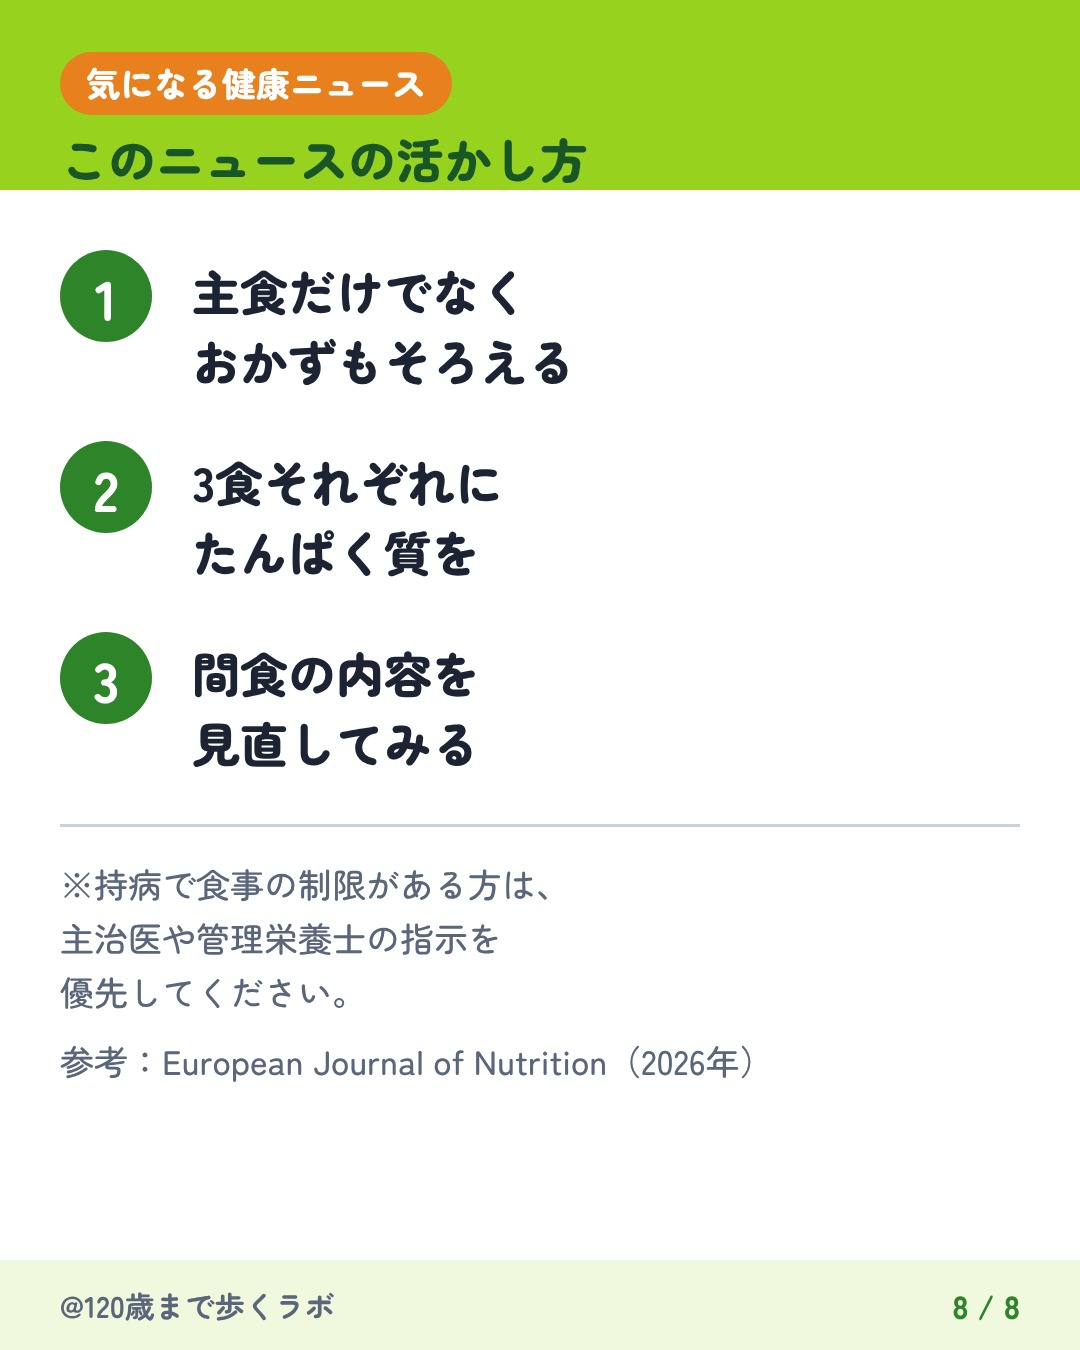 気になる健康ニュース
このニュースの活かし方
1
主食だけでなく
おかずもそろえる
2
3食それぞれに
たんぱく質を
3
間食の内容を
見直してみる
※持病で食事の制限がある方は、
主治医や管理栄養士の指示を
優先してください。
参考：European Journal of Nutrition（2026年）
@120歳まで歩くラボ
8 / 8